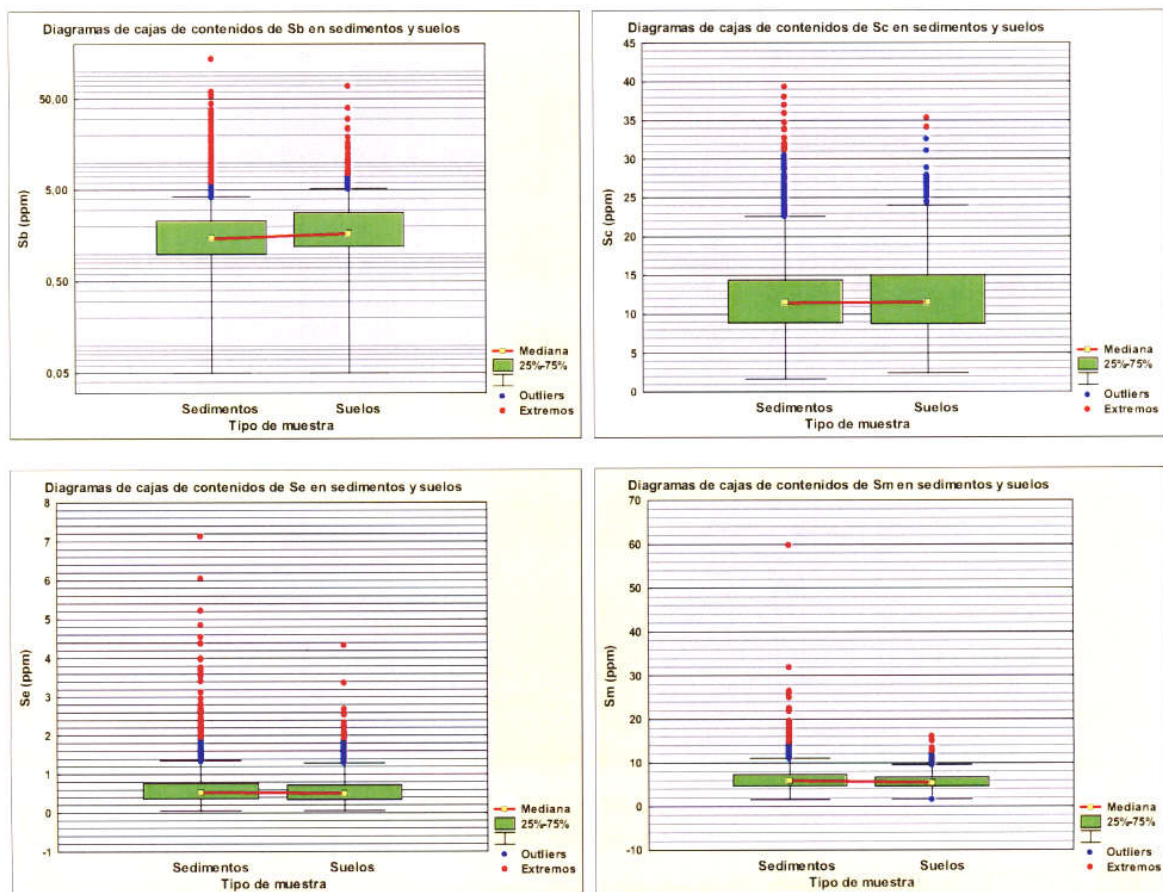 Diagramas de cajas de contenidos de Sb en sedimentos y suelos
50.00
5.00
0.50
0.05
Sb (ppm)
Sedimentos Suelos
Tipo de muestra
Mediana
25%-75%
Outliers
Extremos
Diagramas de cajas de contenidos de Sc en sedimentos y suelos
45
40
35
30
25
20
15
10
5
0
Sc (ppm)
Sedimentos Suelos
Tipo de muestra
Mediana
25%-75%
Outliers
Extremos
Diagramas de cajas de contenidos de Se en sedimentos y suelos
8
7
6
5
4
3
2
1
0
-1
Se (ppm)
Sedimentos Suelos
Tipo de muestra
Mediana
25%-75%
Outliers
Extremos
Diagramas de cajas de contenidos de Sm en sedimentos y suelos
70
60
50
40
30
20
10
0
-10
Sm (ppm)
Sedimentos Suelos
Tipo de muestra
Mediana
25%-75%
Outliers
Extremos